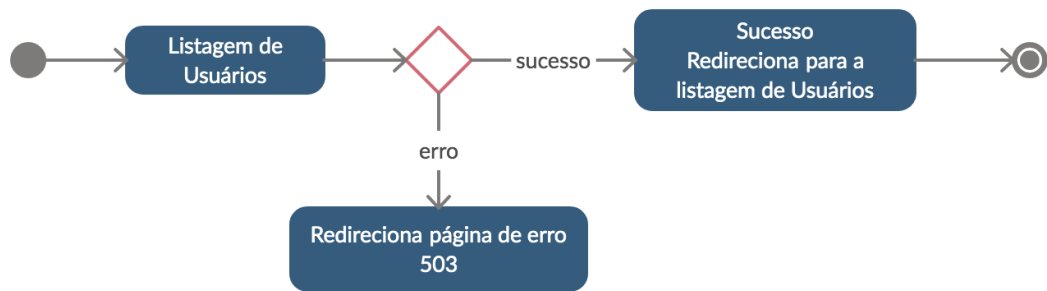 Listagem de
Usuários
sucesso
Sucesso
Redireciona para a
listagem de Usuários
erro
Redireciona página de erro
503